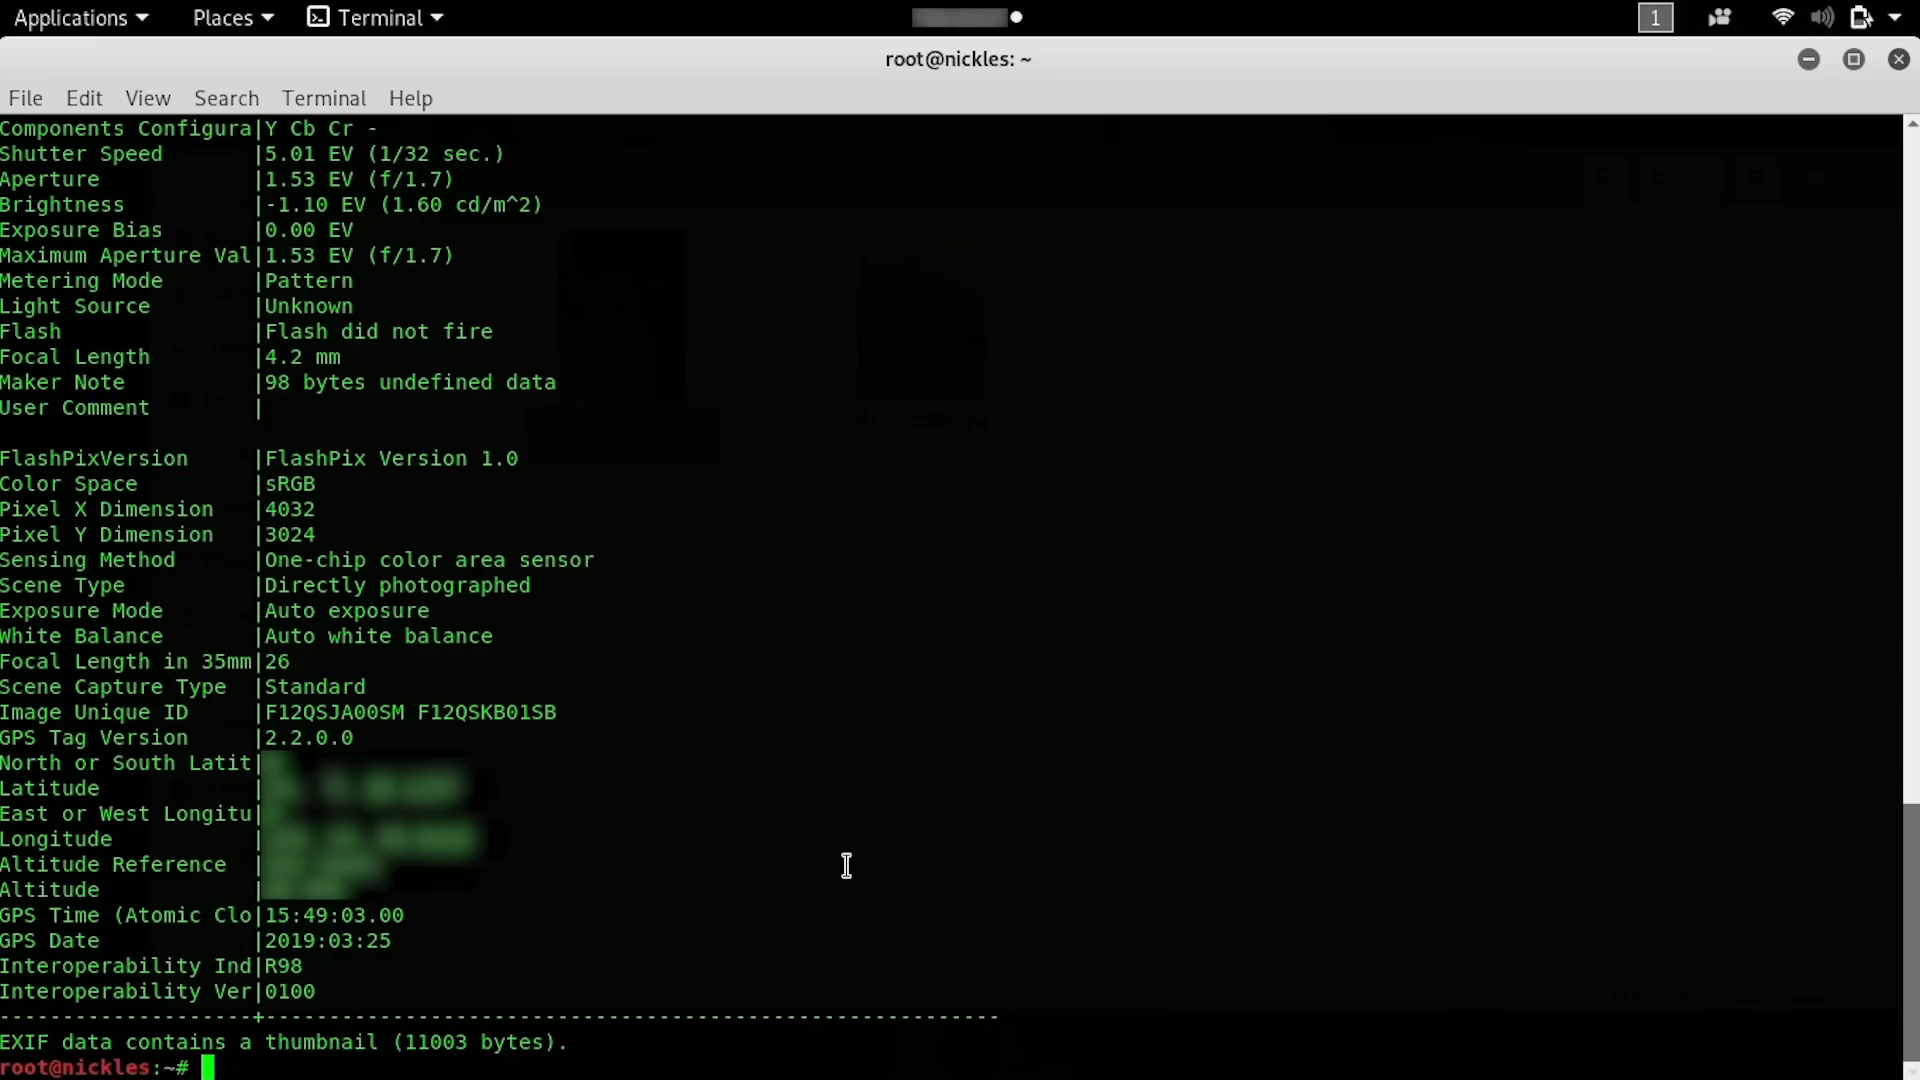 Applications Places Terminal 1
root@nickles: ~
File Edit View Search Terminal Help
Components Configura|Y Cb Cr -
Shutter Speed |5.01 EV (1/32 sec.)
Aperture |1.53 EV (f/1.7)
Brightness |-1.10 EV (1.60 cd/m^2)
Exposure Bias |0.00 EV
Maximum Aperture Val|1.53 EV (f/1.7)
Metering Mode |Pattern
Light Source |Unknown
Flash |Flash did not fire
Focal Length |4.2 mm
Maker Note |98 bytes undefined data
User Comment |
FlashPixVersion |FlashPix Version 1.0
Color Space |sRGB
Pixel X Dimension |4032
Pixel Y Dimension |3024
Sensing Method |One-chip color area sensor
Scene Type |Directly photographed
Exposure Mode |Auto exposure
White Balance |Auto white balance
Focal Length in 35mm|26
Scene Capture Type |Standard
Image Unique ID |F12QSJA00SM F12QSKB01SB
GPS Tag Version |2.2.0.0
North or South Latit|
Latitude |
East or West Longitu|
Longitude |
Altitude Reference |
Altitude |
GPS Time (Atomic Clo|15:49:03.00
GPS Date |2019:03:25
Interoperability Ind|R98
Interoperability Ver|0100
--------------------+----------------------------------------------------------
EXIF data contains a thumbnail (11003 bytes).
root@nickles:~#